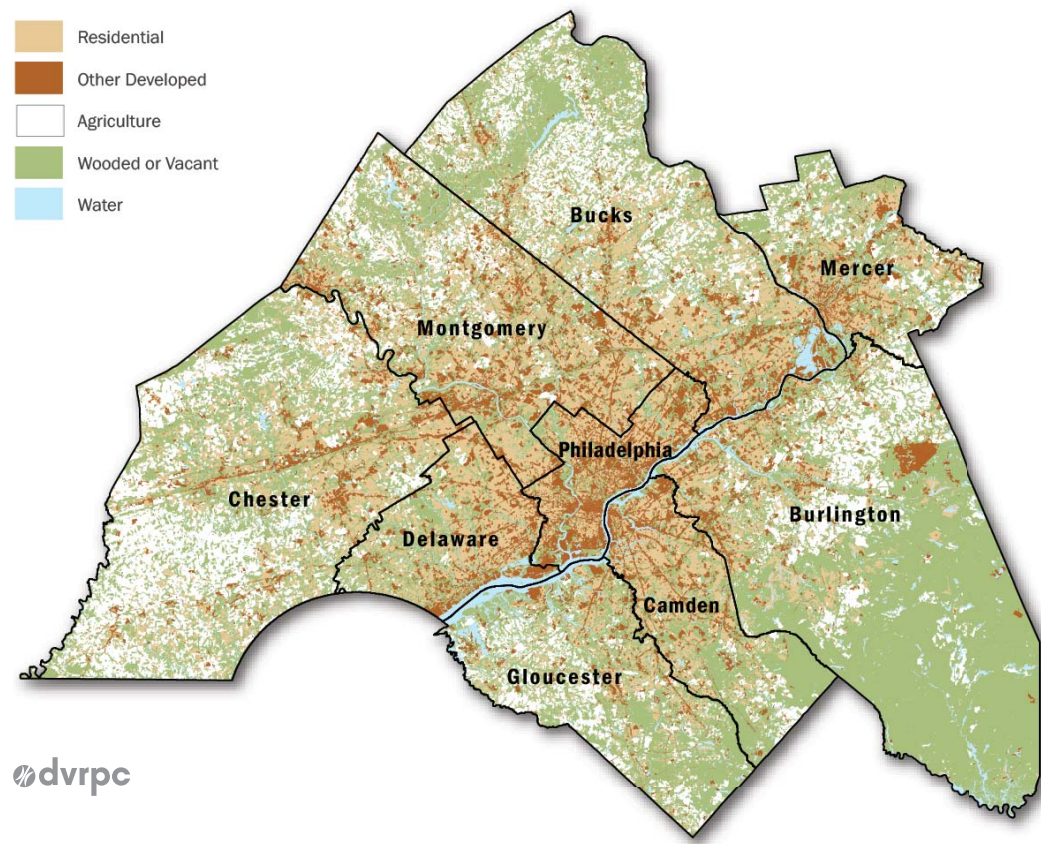 Residential
Other Developed
Agriculture
Wooded or Vacant
Water
Bucks
Mercer
Montgomery
Philadelphia
Chester
Burlington
Delaware
Camden
Gloucester
dvrpc